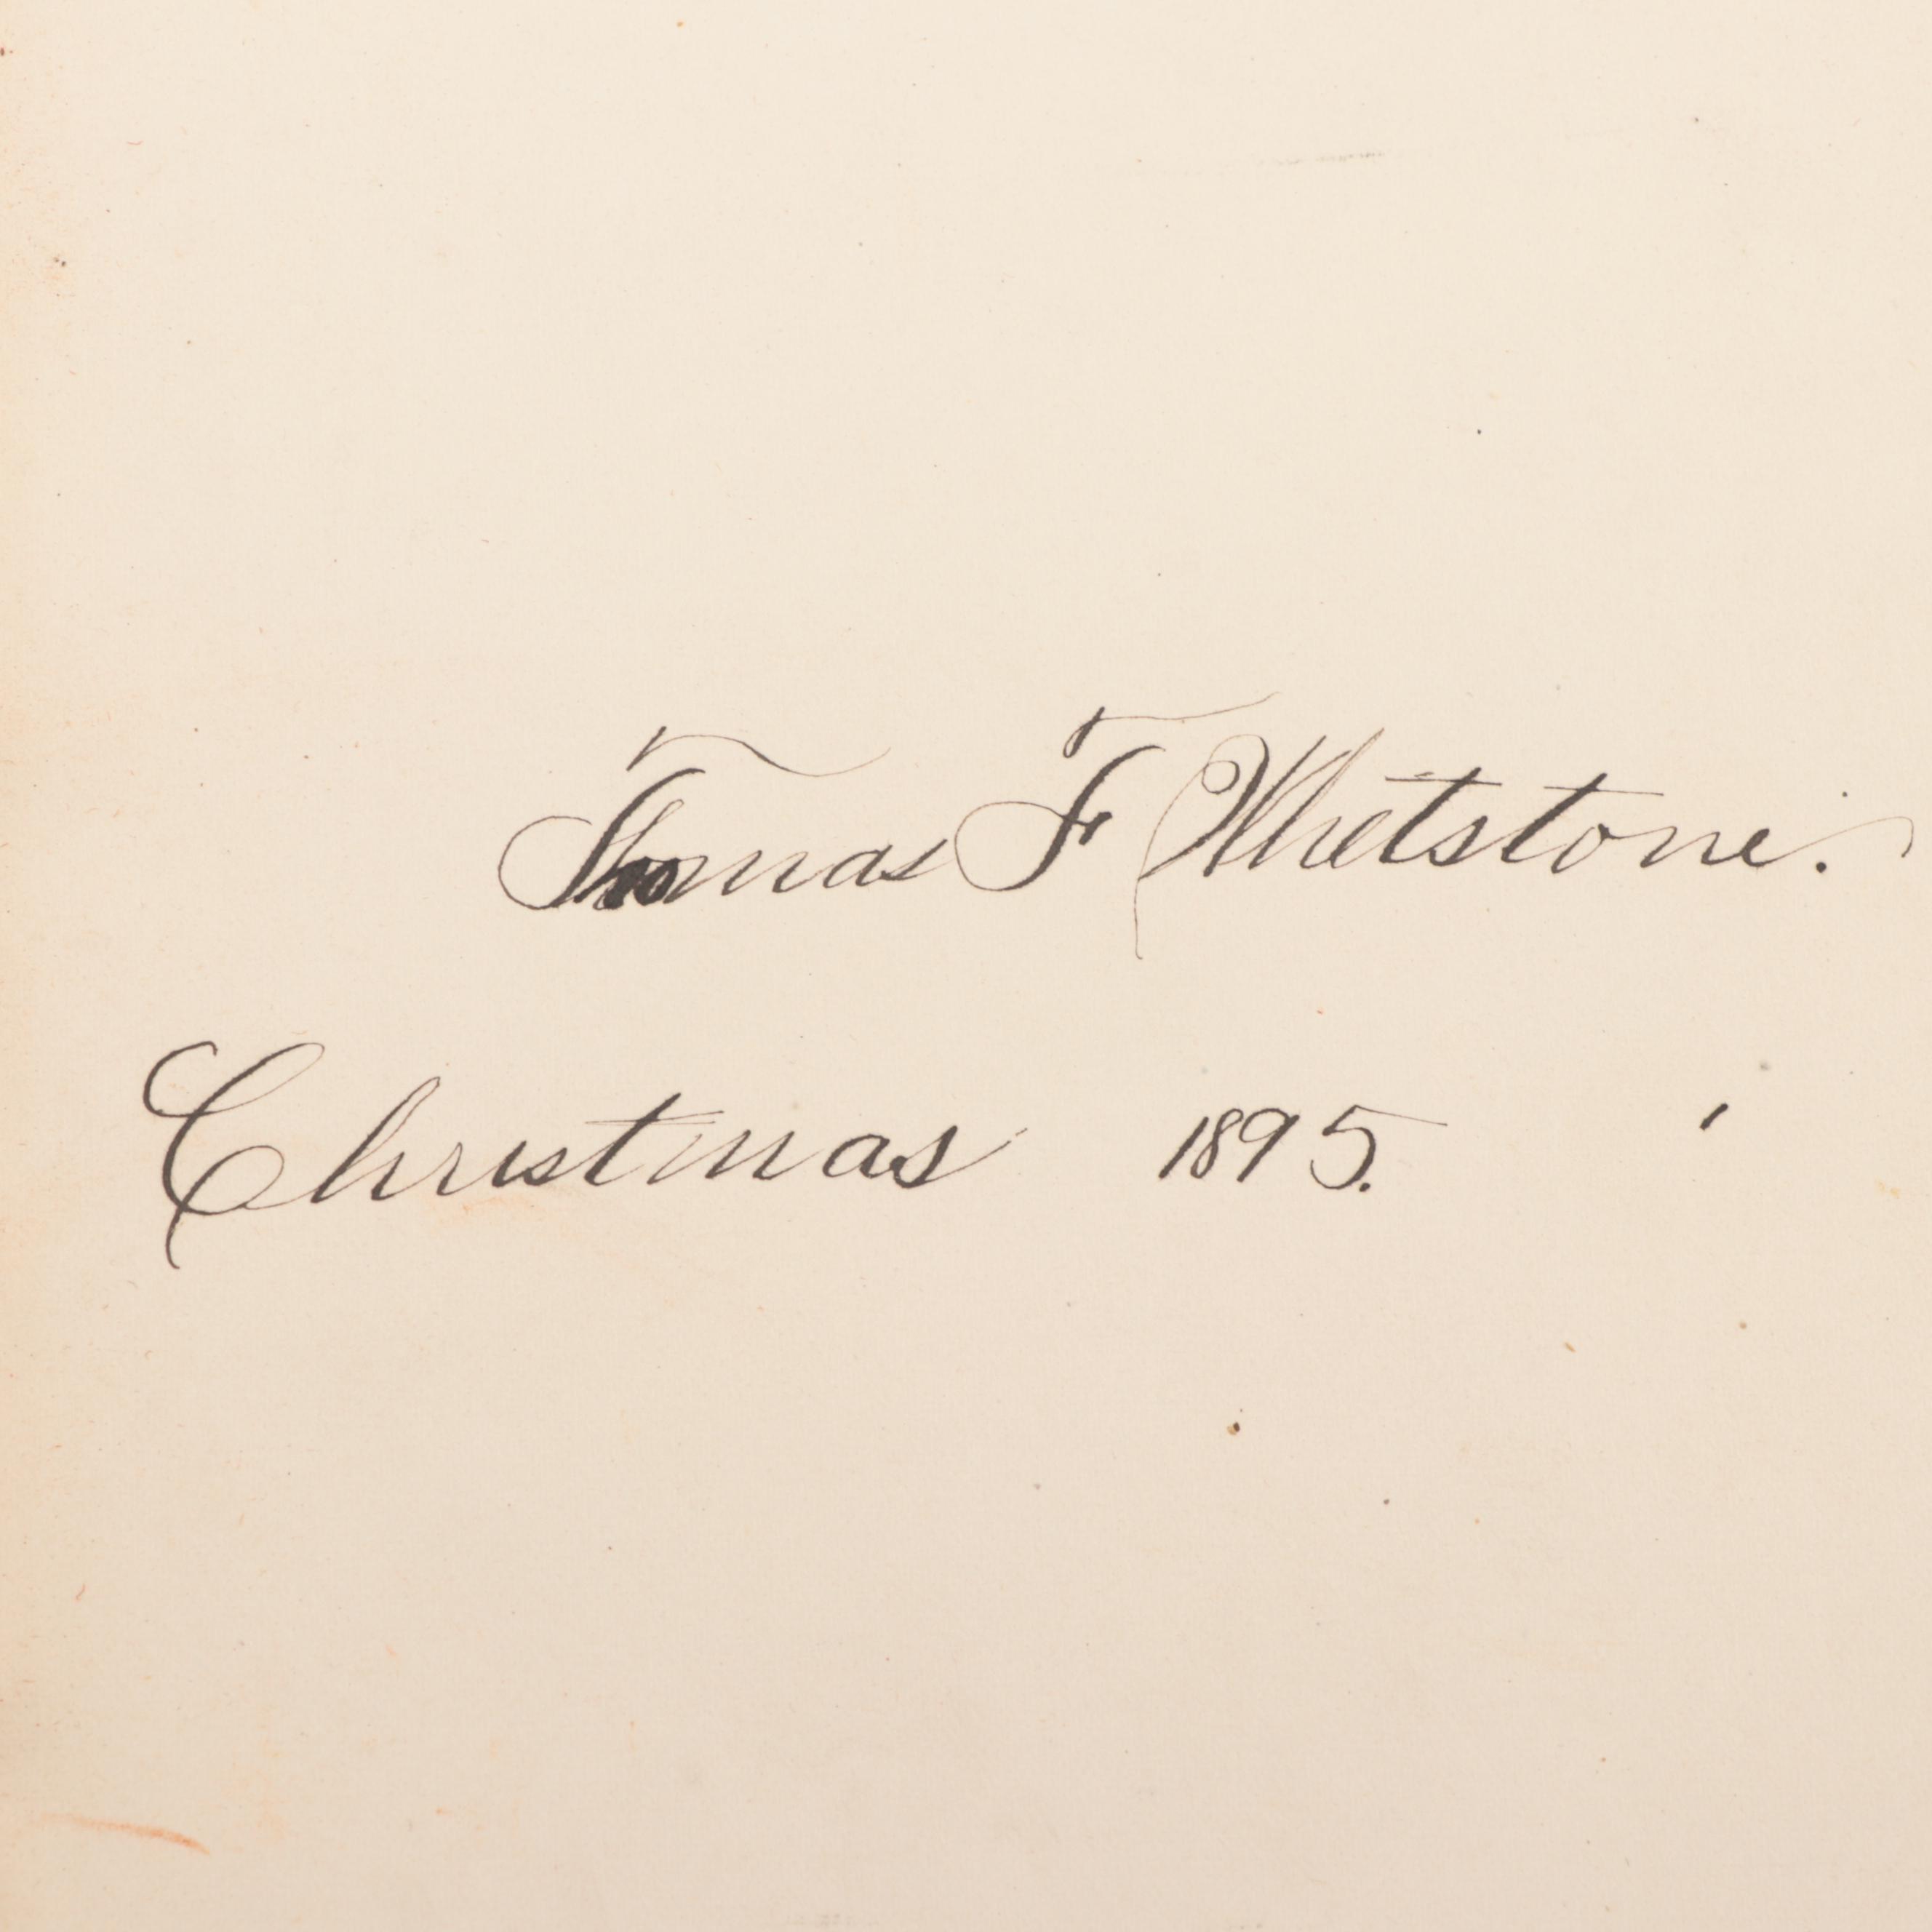 Thomas F Whetstone.
Christmas 1895.